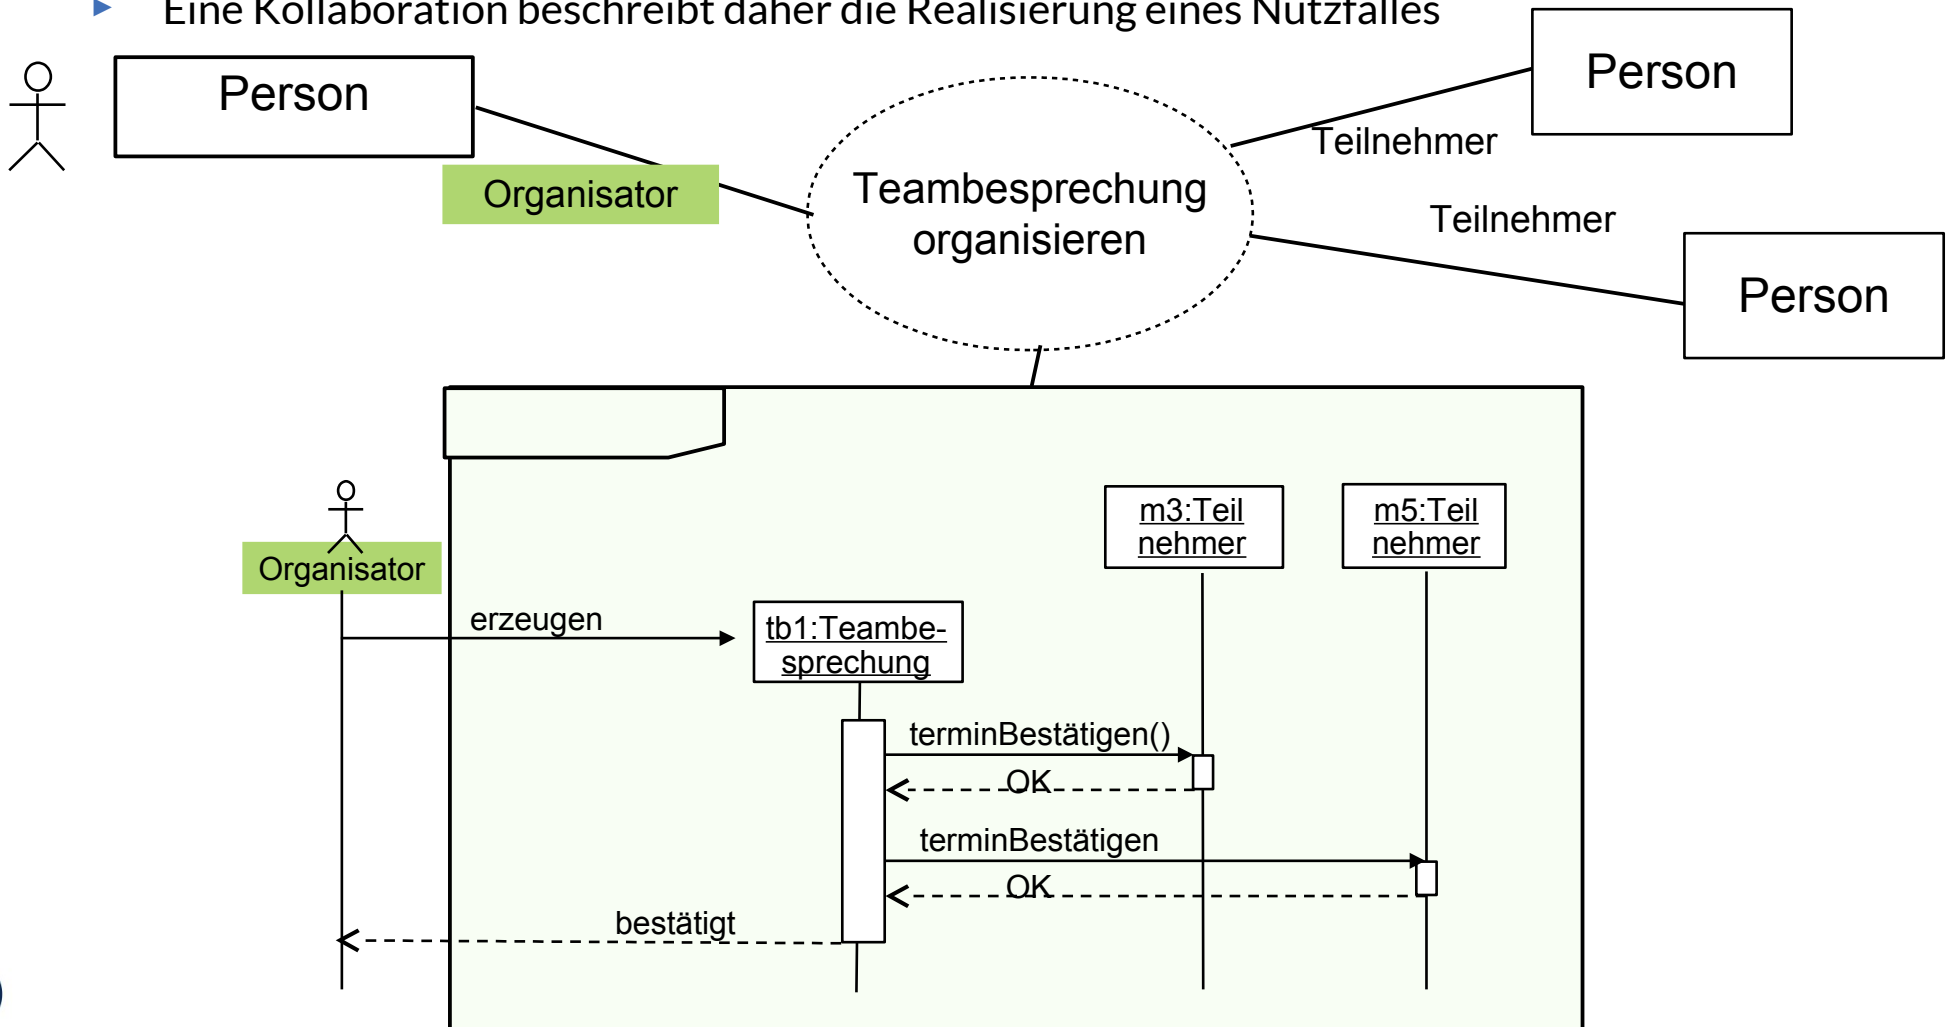 Eine Kollaboration beschreibt daher die Realisierung eines Nutzfalles
Person
Person
Teilnehmer
Organisator
Teambesprechung
organisieren
Teilnehmer
Person
m3:Teil
nehmer
m5:Teil
nehmer
Organisator
erzeugen
tb1:Teambe-
sprechung
terminBestätigen()
OK
terminBestätigen
OK
bestätigt